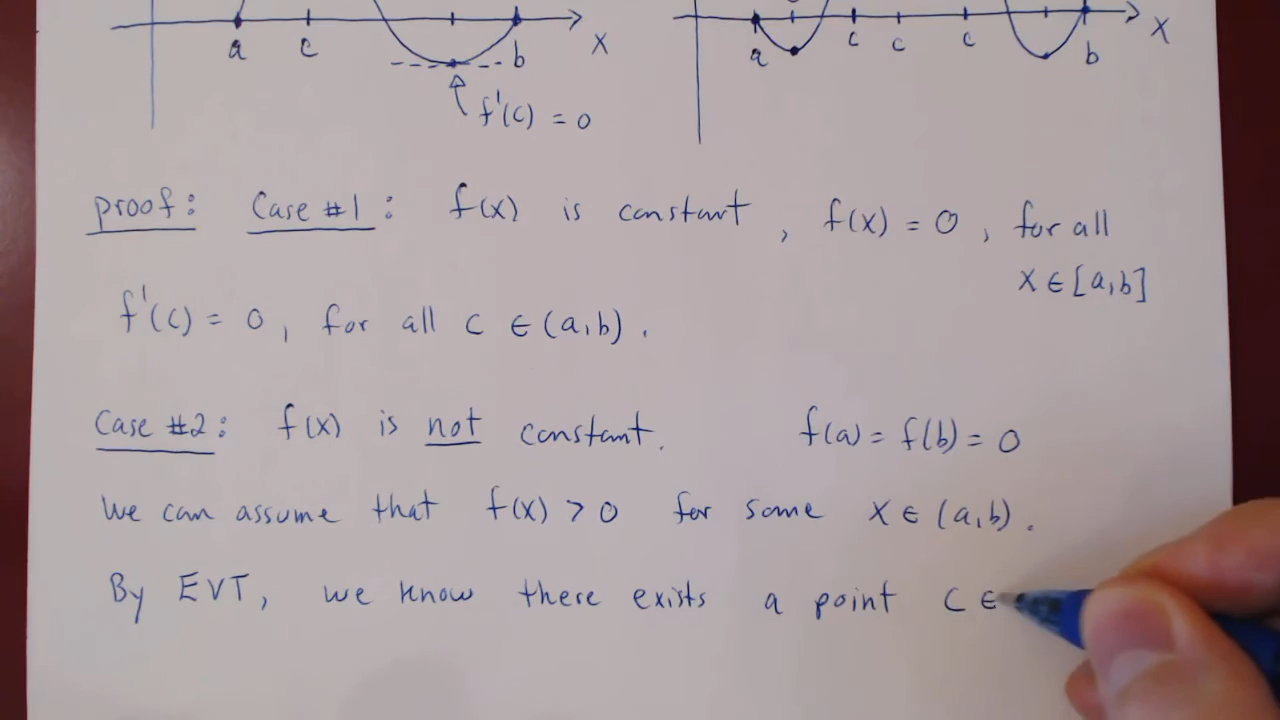 a c b x
a c c c b x
f'(c) = 0
proof: Case #1: f(x) is constant, f(x) = 0, for all
x ∈ [a,b]
f'(c) = 0, for all c ∈ (a,b).
Case #2: f(x) is not constant. f(a) = f(b) = 0
We can assume that f(x) > 0 for some x ∈ (a,b).
By EVT, we know there exists a point c ∈